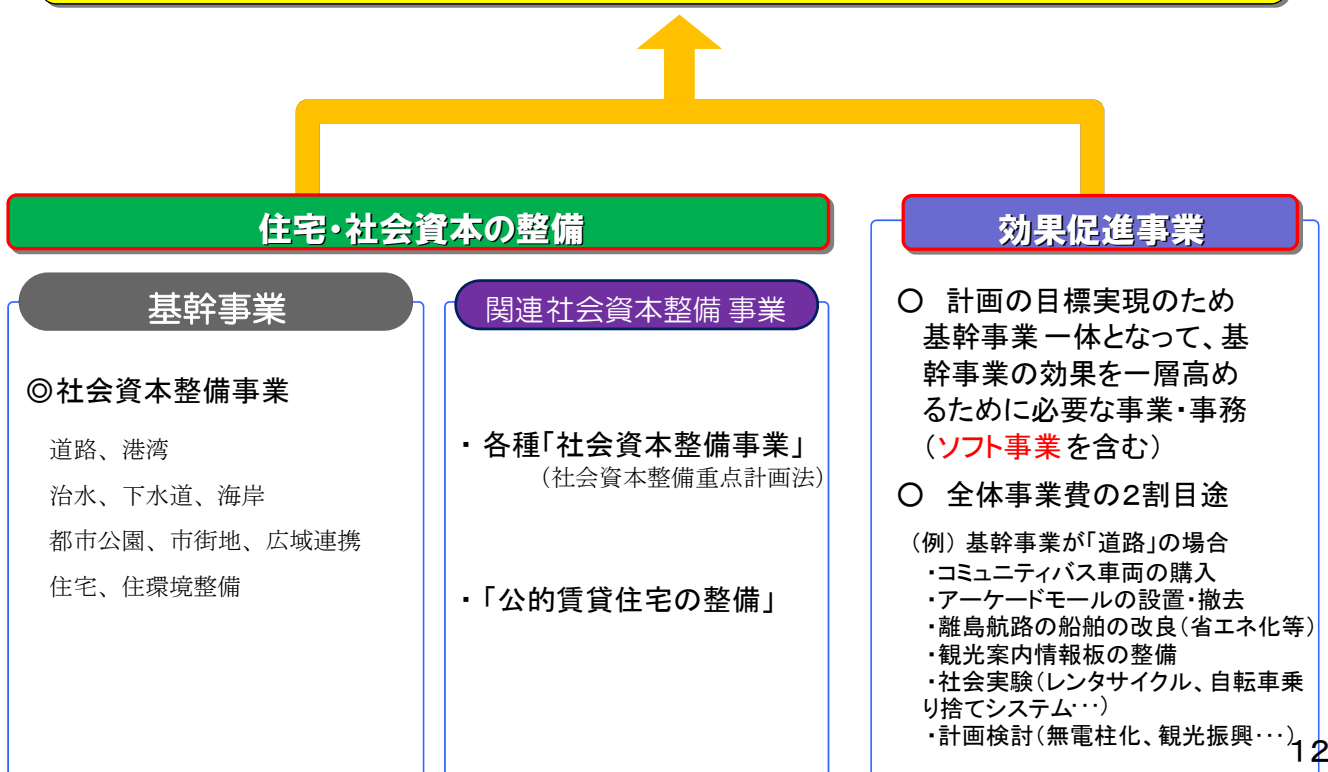 住宅・社会資本の整備
基幹事業
◎社会資本整備事業
道路、港湾
治水、下水道、海岸
都市公園、市街地、広域連携
住宅、住環境整備
関連社会資本整備 事業
・ 各種「社会資本整備事業」
(社会資本整備重点計画法)
・「公的賃貸住宅の整備」
効果促進事業
○ 計画の目標実現のため
基幹事業 一体となって、基
幹事業の効果を一層高め
るために必要な事業・事務
(ソフト事業を含む)
○ 全体事業費の2割目途
(例) 基幹事業が「道路」の場合
・コミュニティバス車両の購入
・アーケードモールの設置・撤去
・離島航路の船舶の改良(省エネ化等)
・観光案内情報板の整備
・社会実験(レンタサイクル、自転車乗
り捨てシステム・・・)
・計画検討(無電柱化、観光振興・・・)
12